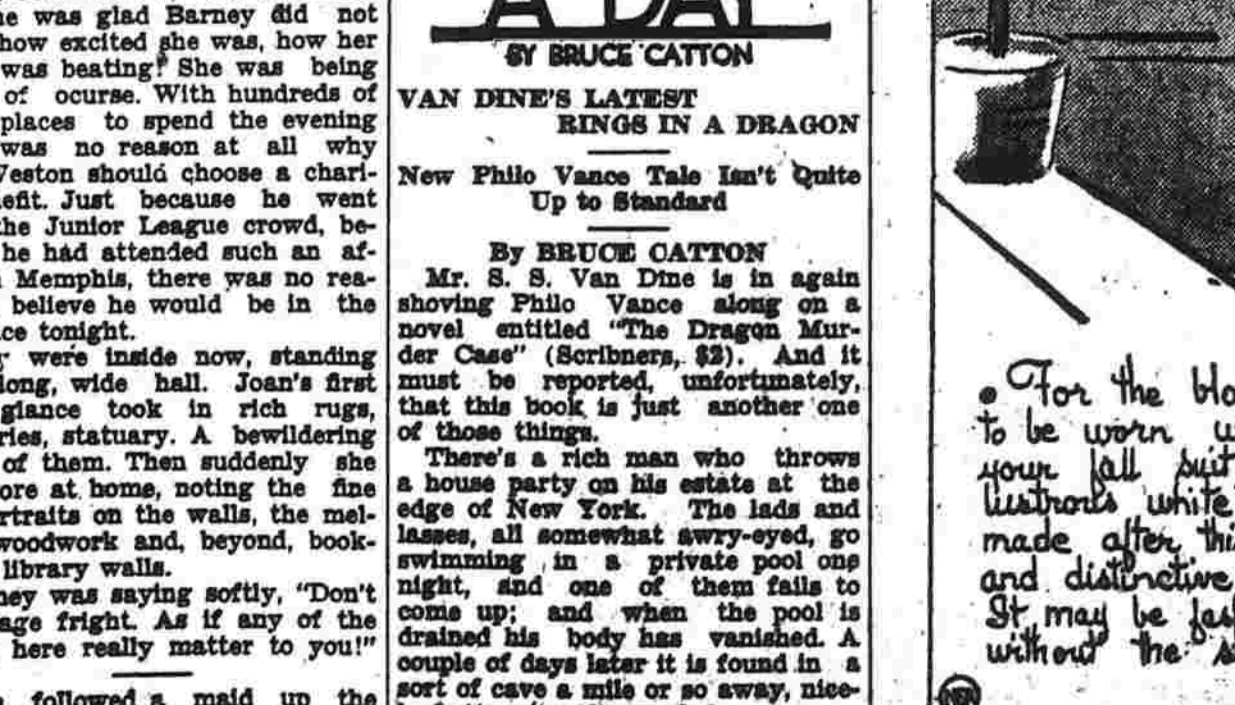 ne was glad Barney did not
how excited she was, how her
was beating! She was being
of ocurse. With hundreds of
places to spend the evening
was no reason at all why
Weston should choose a chari-
efit. Just because he went
the Junior League crowd, be-
he had attended such an af-
Memphis, there was no rea-
believe he would be in the
ce tonight.
were inside now, standing
long, wide hall. Joan's first
glance took in rich rugs,
ries, statuary. A bewildering
of them. Then suddenly she
ore at home, noting the fine
rtraits on the walls, the mel-
woodwork and, beyond, book-
library walls.
ney was saying softly, "Don't
age fright. As if any of the
here really matter to you!"
followed a maid up the
A DAY
BY BRUCE CATTON
VAN DINE'S LATEST
RINGS IN A DRAGON
New Philo Vance Tale Isn't Quite
Up to Standard
By BRUCE CATTON
Mr. S. S. Van Dine is in again
shoving Philo Vance along on a
novel entitled "The Dragon Mur-
der Case" (Scribners, $2). And it
must be reported, unfortunately,
that this book is just another one
of those things.
There's a rich man who throws
a house party on his estate at the
edge of New York. The lads and
lasses, all somewhat awry-eyed, go
swimming in a private pool one
night, and one of them fails to
come up; and when the pool is
drained his body has vanished. A
couple of days later it is found in a
sort of cave a mile or so away, nice-
For the blo
to be worn w
your fall suit
lustrous white
made after thi
and distinctive
It may be fas
without the s